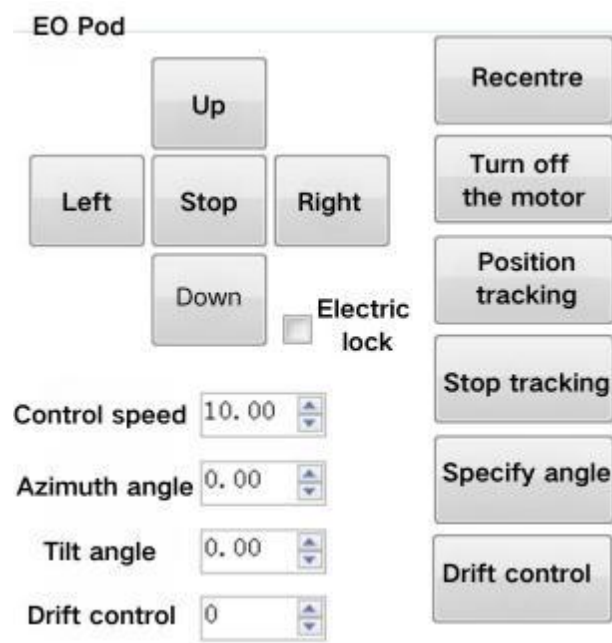 EO Pod
Up
Left
Stop
Right
Down
Electric
lock
Recentre
Turn off
the motor
Position
tracking
Stop tracking
Specify angle
Drift control
Control speed 10.00
Azimuth angle 0.00
Tilt angle 0.00
Drift control 0